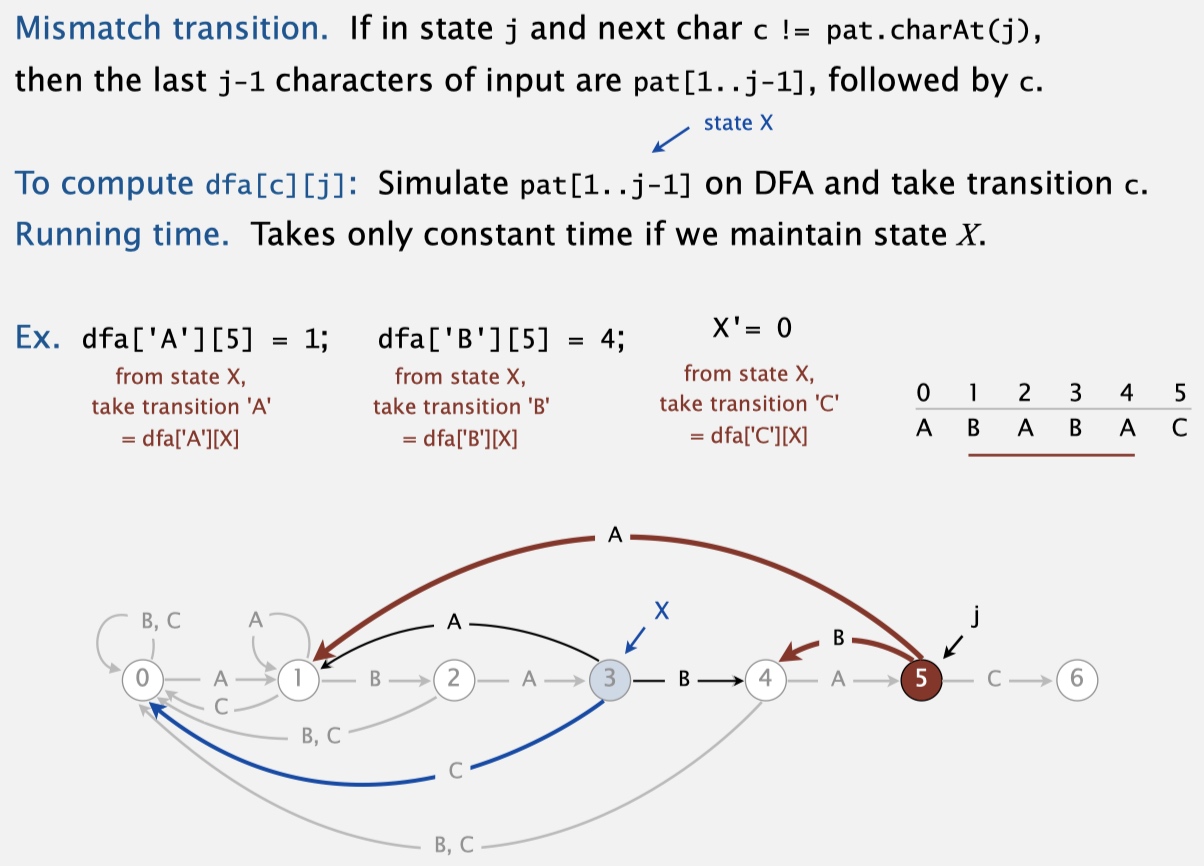 Mismatch transition. If in state j and next char c != pat.charAt(j),
then the last j-1 characters of input are pat[1..j-1], followed by c.
state X
To compute dfa[c][j]: Simulate pat[1..j-1] on DFA and take transition c.
Running time. Takes only constant time if we maintain state X.
Ex. dfa['A'][5] = 1; dfa['B'][5] = 4; X'= 0
from state X,
take transition 'A'
= dfa['A'][X]
from state X,
take transition 'B'
= dfa['B'][X]
from state X,
take transition 'C'
= dfa['C'][X]
0 1 2 3 4 5
A B A B A C
A
B, C
A
A
X
B
j
0 A 1 B 2 A 3 B 4 A 5 C 6
C
B, C
C
B, C